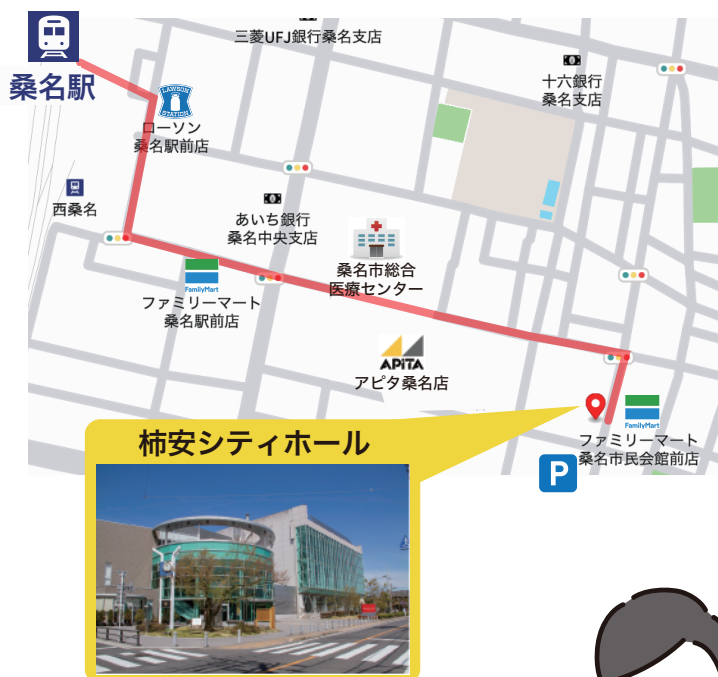 三菱UFJ銀行桑名支店
桑名駅
LAWSON
STATION
ローソン
桑名駅前店
十六銀行
桑名支店
西桑名
あいち銀行
桑名中央支店
桑名市総合
医療センター
FamilyMart
ファミリーマート
桑名駅前店
APiTA
アピタ桑名店
FamilyMart
ファミリーマート
桑名市民会館前店
P
柿安シティホール